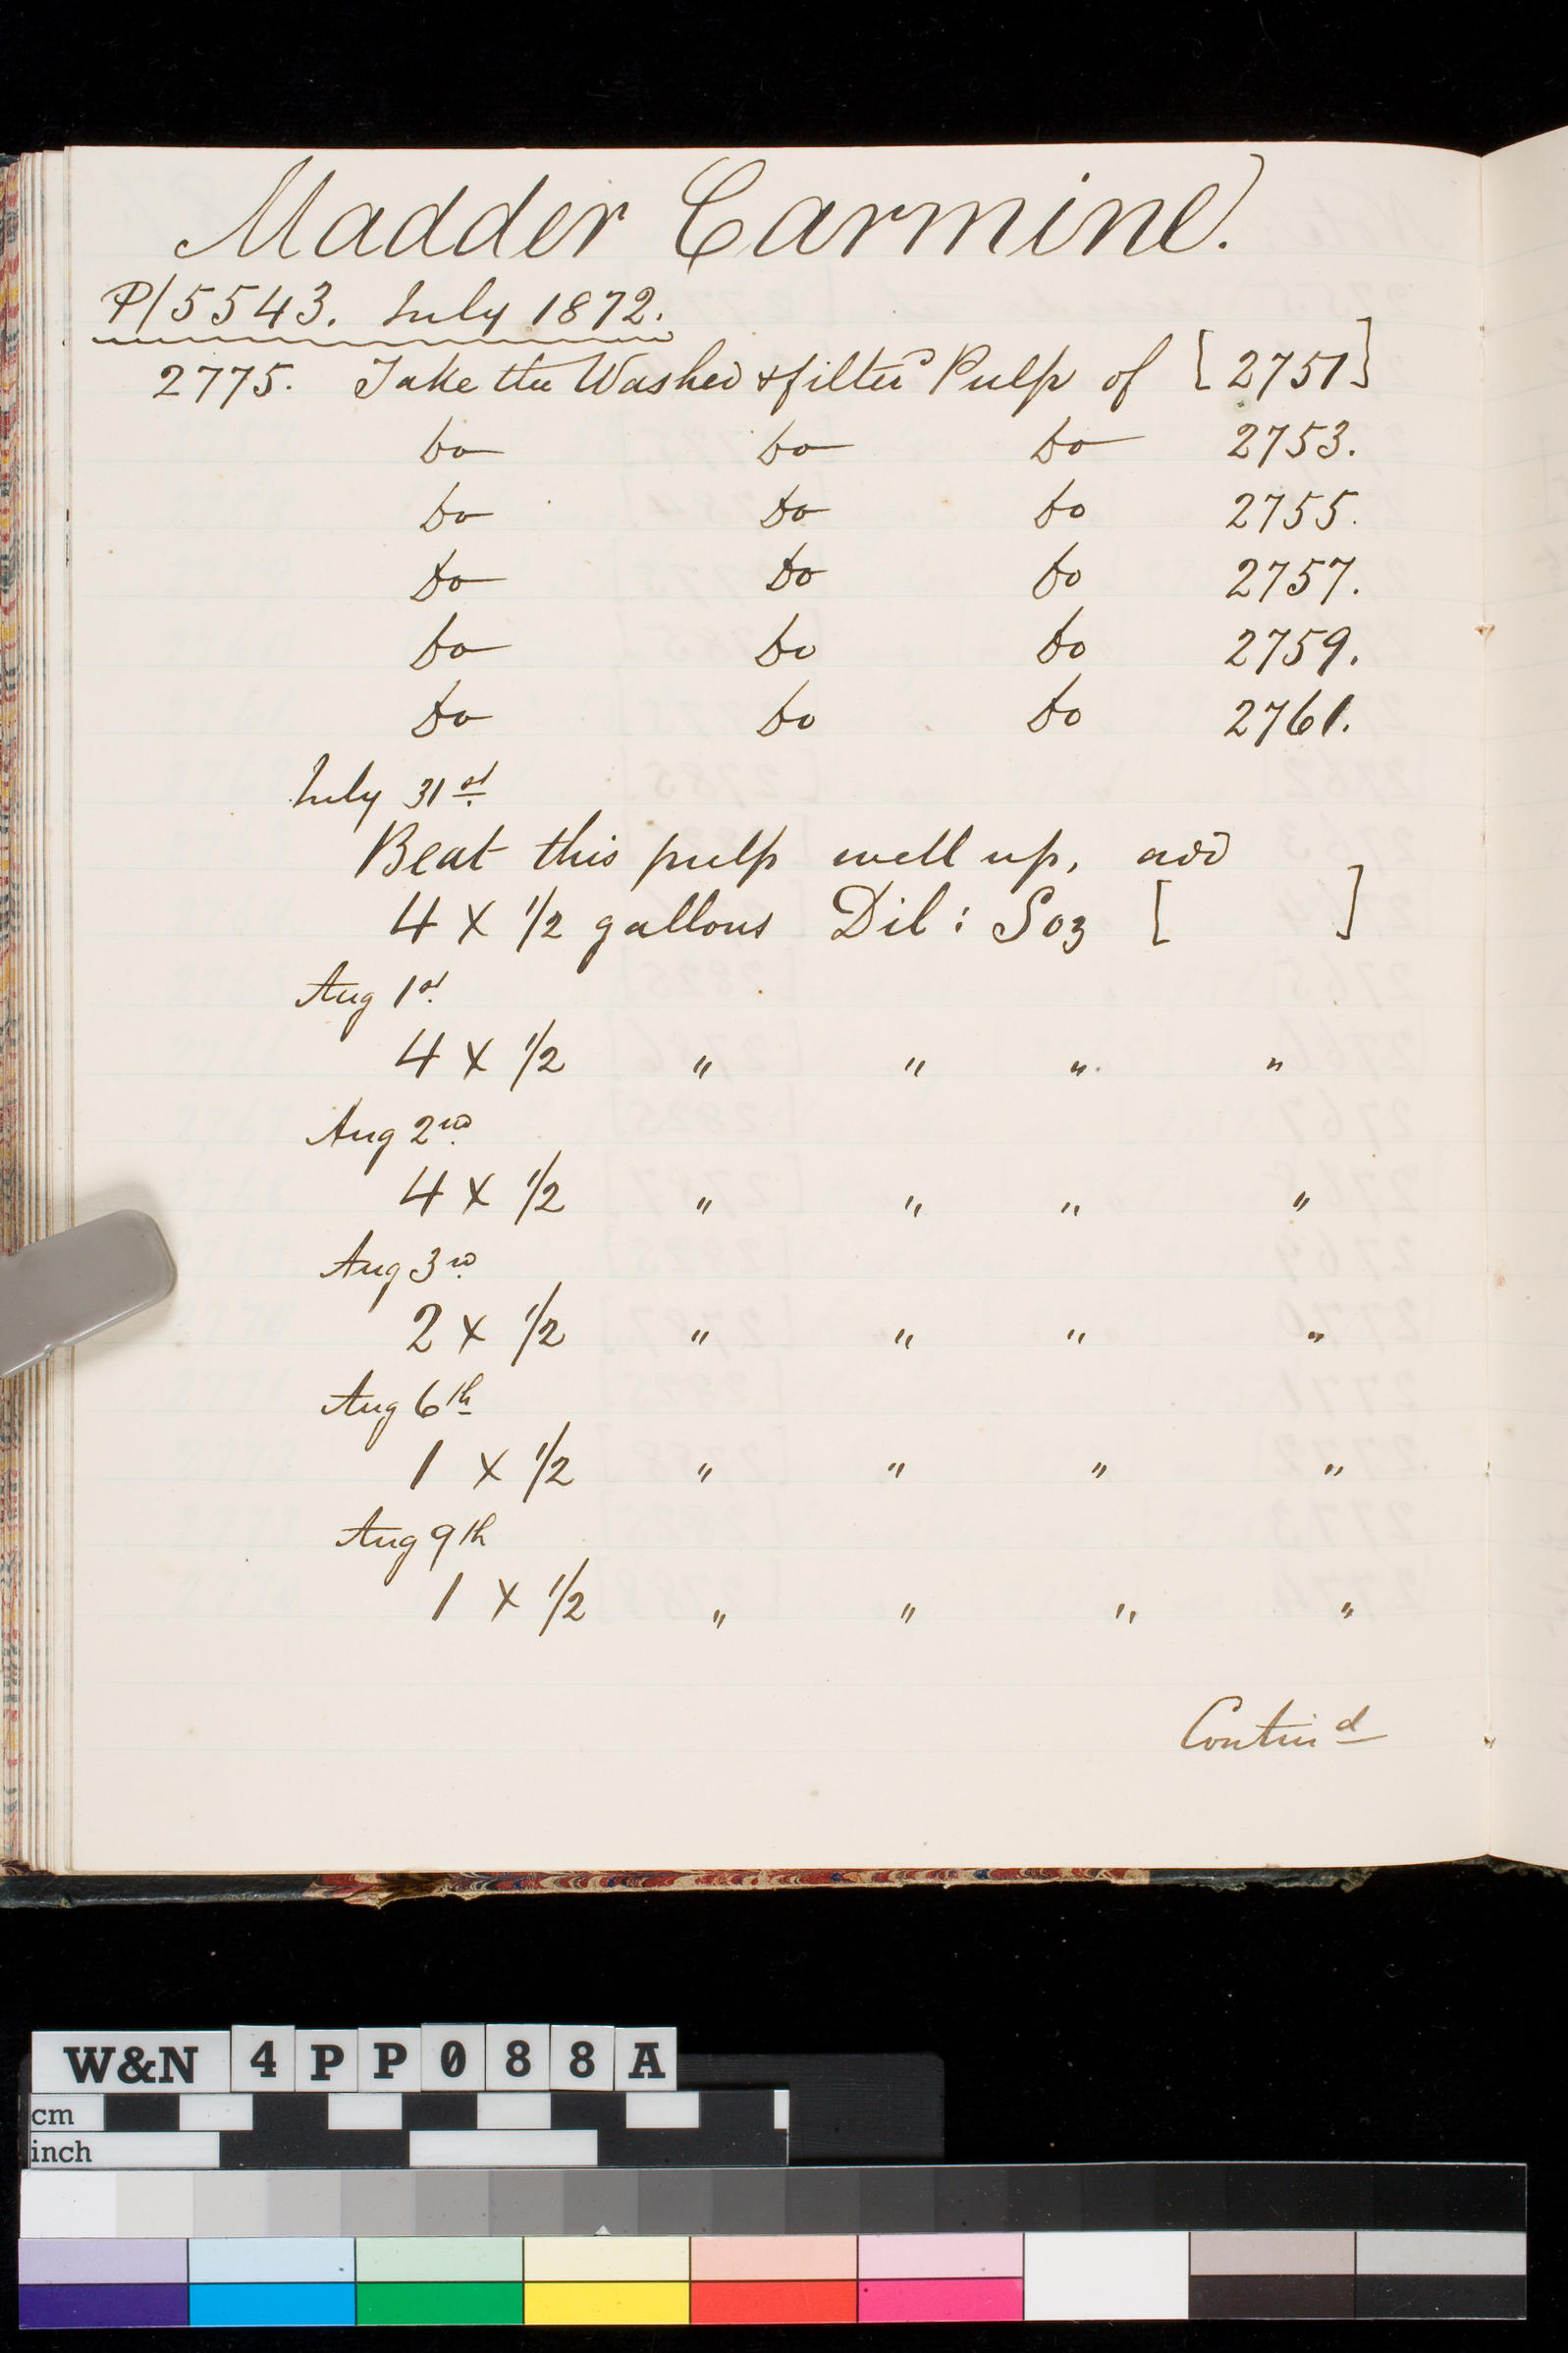 Madder Carmine.
P/5543. July 1872.
2775. Take the Washed & filterd Pulp of [2751]
do do do 2753.
do do do 2755.
do do do 2757.
do do do 2759.
do do do 2761.
July 31st
Beat this pulp well up, add
4 x 1/2 gallons Dil: So3 [ ]
Aug 1st
4 x 1/2 " " " "
Aug 2nd
4 x 1/2 " " " "
Aug 3rd
2 x 1/2 " " " "
Aug 6th
1 x 1/2 " " " "
Aug 9th
1 x 1/2 " " " "
Contind
W&N 4PP088A
cm
inch